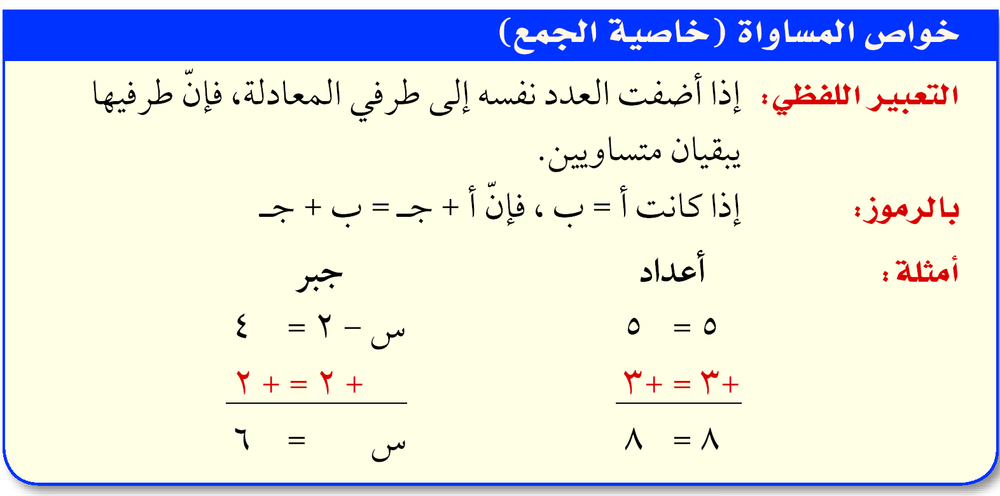 خواص المساواة (خاصية الجمع)
التعبير اللفظي: إذا أضفت العدد نفسه إلى طرفي المعادلة، فإنّ طرفيها
يبقيان متساويين.
بالرموز: إذا كانت أ = ب ، فإنّ أ + جـ = ب + جـ
أمثلة: أعداد جبر
٥ = ٥ س – ٢ = ٤
+٣ = +٣ + ٢ = + ٢
٨ = ٨ س = ٦